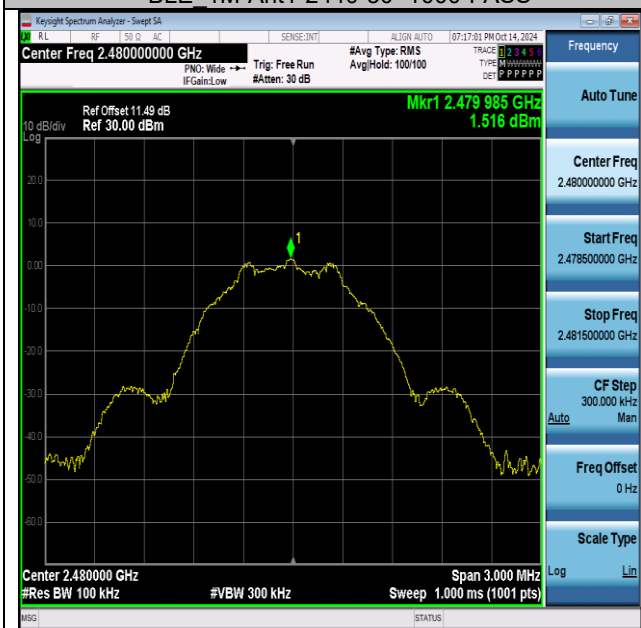 Keysight Spectrum Analyzer - Swept SA
RL RF 50 Ω AC SENSE:INT ALIGN AUTO 07:17:01 PM Oct 14, 2024
Center Freq 2.480000000 GHz
PNO: Wide
IFGain:Low
Trig: Free Run
#Atten: 30 dB
#Avg Type: RMS
Avg|Hold: 100/100
TRACE 1 2 3 4 5 6
TYPE M WWWWW
DET P P P P P P
Frequency
Ref Offset 11.49 dB
10 dB/div Ref 30.00 dBm
Log
Mkr1 2.479 985 GHz
1.516 dBm
20.0
10.0
0.00
-10.0
-20.0
-30.0
-40.0
-50.0
-60.0
1
Center 2.480000 GHz Span 3.000 MHz
#Res BW 100 kHz #VBW 300 kHz Sweep 1.000 ms (1001 pts)
MSG STATUS
Auto Tune
Center Freq
2.480000000 GHz
Start Freq
2.478500000 GHz
Stop Freq
2.481500000 GHz
CF Step
300.000 kHz
Auto Man
Freq Offset
0 Hz
Scale Type
Log Lin